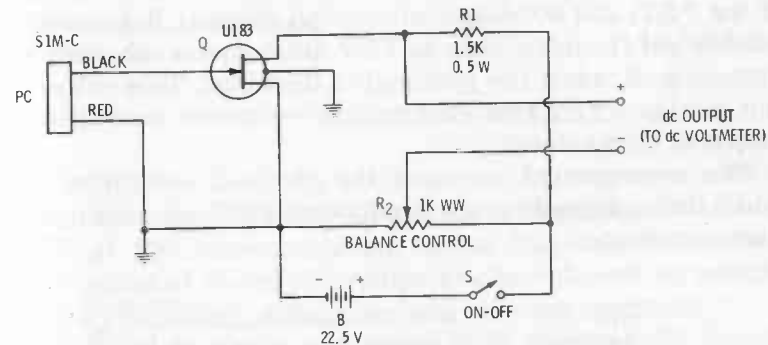 U183
R1
1.5K
0.5 W
S1M-C
Q
BLACK
PC
RED
+
dc OUTPUT
−
(TO dc VOLTMETER)
R2
1K WW
BALANCE CONTROL
−
+
S
B
ON-OFF
22.5 V